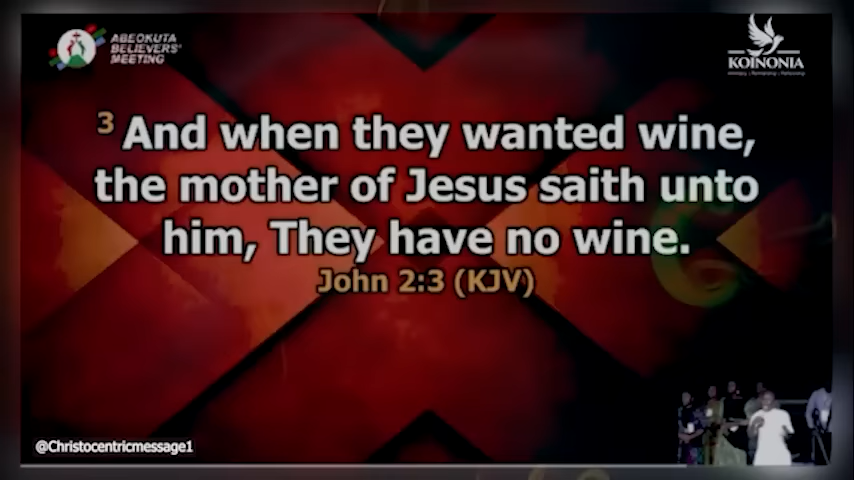 ABEOKUTA
BELIEVERS'
MEETING
KOINONIA
3 And when they wanted wine,
the mother of Jesus saith unto
him, They have no wine.
John 2:3 (KJV)
@Christocentricmessage1